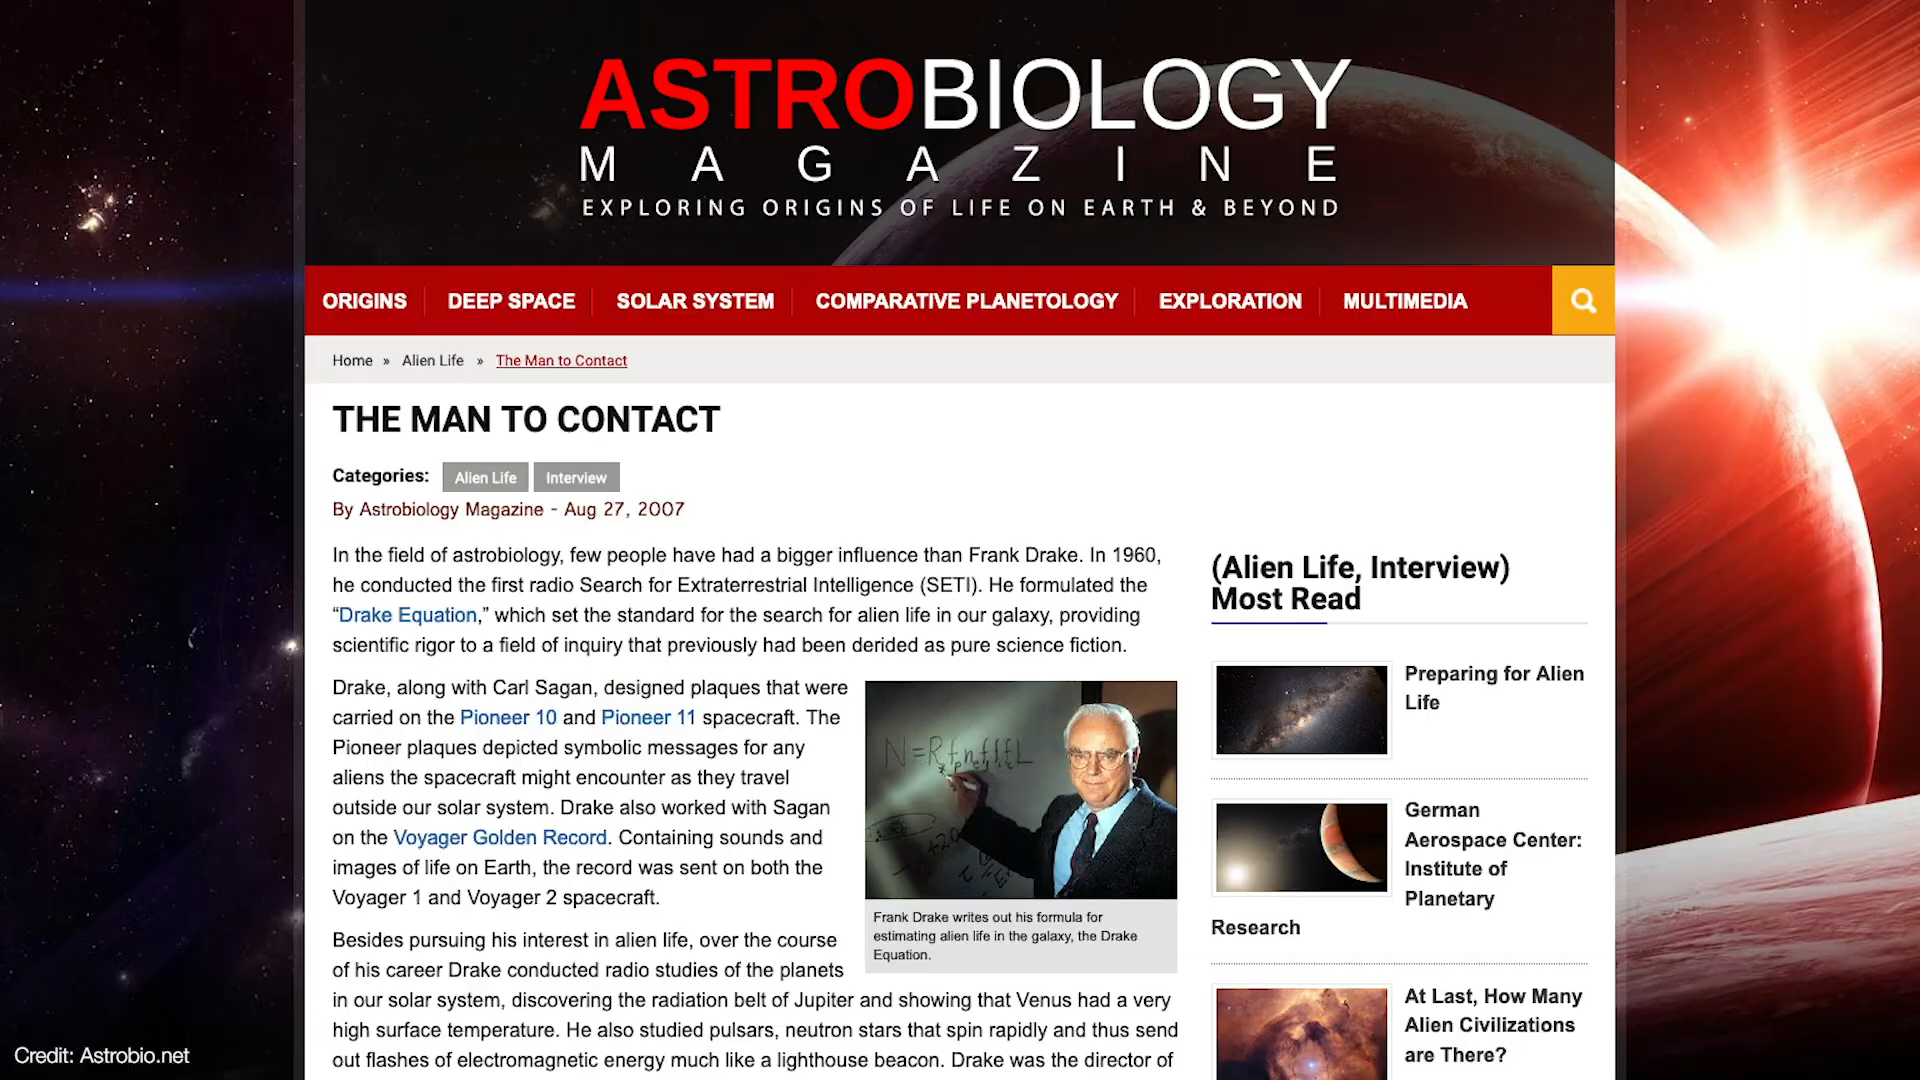 ASTROBIOLOGY
MAGAZINE
EXPLORING ORIGINS OF LIFE ON EARTH & BEYOND
ORIGINS
DEEP SPACE
SOLAR SYSTEM
COMPARATIVE PLANETOLOGY
EXPLORATION
MULTIMEDIA
Home » Alien Life » The Man to Contact
THE MAN TO CONTACT
Categories: Alien Life Interview
By Astrobiology Magazine - Aug 27, 2007
In the field of astrobiology, few people have had a bigger influence than Frank Drake. In 1960,
he conducted the first radio Search for Extraterrestrial Intelligence (SETI). He formulated the
“Drake Equation,” which set the standard for the search for alien life in our galaxy, providing
scientific rigor to a field of inquiry that previously had been derided as pure science fiction.
Drake, along with Carl Sagan, designed plaques that were
carried on the Pioneer 10 and Pioneer 11 spacecraft. The
Pioneer plaques depicted symbolic messages for any
aliens the spacecraft might encounter as they travel
outside our solar system. Drake also worked with Sagan
on the Voyager Golden Record. Containing sounds and
images of life on Earth, the record was sent on both the
Voyager 1 and Voyager 2 spacecraft.
Frank Drake writes out his formula for
estimating alien life in the galaxy, the Drake
Equation.
Besides pursuing his interest in alien life, over the course
of his career Drake conducted radio studies of the planets
in our solar system, discovering the radiation belt of Jupiter and showing that Venus had a very
high surface temperature. He also studied pulsars, neutron stars that spin rapidly and thus send
out flashes of electromagnetic energy much like a lighthouse beacon. Drake was the director of
(Alien Life, Interview)
Most Read
Preparing for Alien
Life
German
Aerospace Center:
Institute of
Planetary
Research
At Last, How Many
Alien Civilizations
are There?
Credit: Astrobio.net